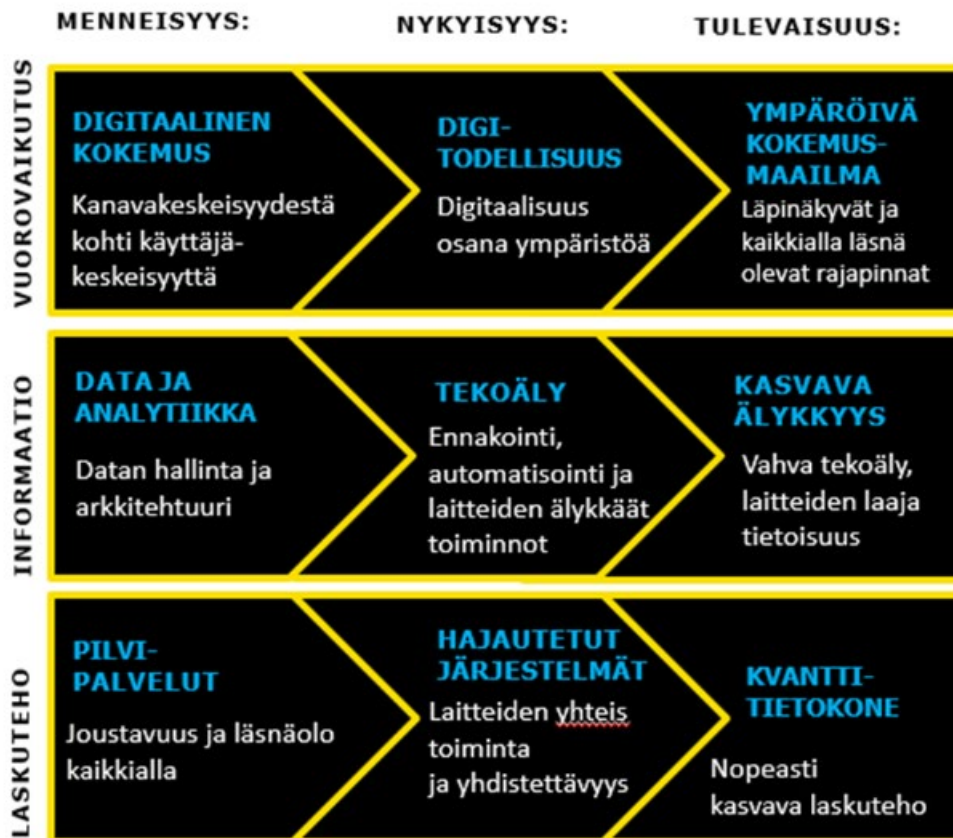 MENNEISYYS:
NYKYISYYS:
TULEVAISUUS:
VUOROVAIKUTUS
DIGITAALINEN
KOKEMUS
Kanavakeskeisyydestä
kohti käyttäjä-
keskeisyyttä
DIGI-
TODELLISUUS
Digitaalisuus
osana ympäristöä
YMPÄRÖIVÄ
KOKEMUS-
MAAILMA
Läpinäkyvät ja
kaikkialla läsnä
olevat rajapinnat
INFORMAATIO
DATA JA
ANALYTIIKKA
Datan hallinta ja
arkkitehtuuri
TEKOÄLY
Ennakointi,
automatisointi ja
laitteiden älykkäät
toiminnot
KASVAVA
ÄLYKKYYS
Vahva tekoäly,
laitteiden laaja
tietoisuus
LASKUTEHO
PILVI-
PALVELUT
Joustavuus ja läsnäolo
kaikkialla
HAJAUTETUT
JÄRJESTELMÄT
Laitteiden yhteis
toiminta
ja yhdistettävyys
KVANTTI-
TIETOKONE
Nopeasti
kasvava laskuteho